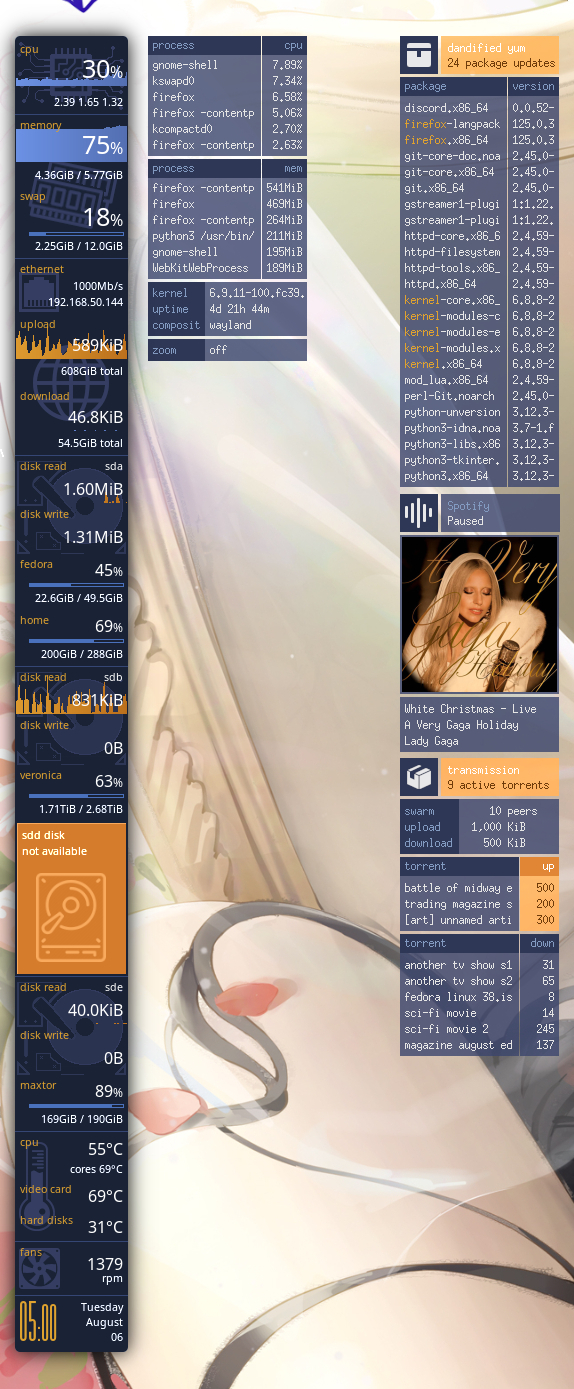 cpu
30%
2.39 1.65 1.32
memory
75%
4.36GiB / 5.77GiB
swap
18%
2.25GiB / 12.0GiB
ethernet
1000Mb/s
192.168.50.144
upload
589KiB
608GiB total
download
46.8KiB
54.5GiB total
disk read sda
1.60MiB
disk write
1.31MiB
fedora
45%
22.6GiB / 49.5GiB
home
69%
200GiB / 288GiB
disk read sdb
831KiB
disk write
0B
veronica
63%
1.71TiB / 2.68TiB
sdd disk
not available
disk read sde
40.0KiB
disk write
0B
maxtor
89%
169GiB / 190GiB
cpu
55°C
cores 69°C
video card
69°C
hard disks
31°C
fans
1379
rpm
05:00
Tuesday
August
06
process cpu
gnome-shell 7.89%
kswapd0 7.34%
firefox 6.58%
firefox -contentp 5.06%
kcompactd0 2.70%
firefox -contentp 2.63%
process mem
firefox -contentp 541MiB
firefox 469MiB
firefox -contentp 264MiB
python3 /usr/bin/ 211MiB
gnome-shell 195MiB
WebKitWebProcess 189MiB
kernel 6.9.11-100.fc39.
uptime 4d 21h 44m
composit wayland
zoom off
dandified yum
24 package updates
package version
discord.x86_64 0.0.52-
firefox-langpack 125.0.3
firefox.x86_64 125.0.3
git-core-doc.noa 2.45.0-
git-core.x86_64 2.45.0-
git.x86_64 2.45.0-
gstreamer1-plugi 1:1.22.
gstreamer1-plugi 1:1.22.
httpd-core.x86_6 2.4.59-
httpd-filesystem 2.4.59-
httpd-tools.x86_ 2.4.59-
httpd.x86_64 2.4.59-
kernel-core.x86_ 6.8.8-2
kernel-modules-c 6.8.8-2
kernel-modules-e 6.8.8-2
kernel-modules.x 6.8.8-2
kernel.x86_64 6.8.8-2
mod_lua.x86_64 2.4.59-
perl-Git.noarch 2.45.0-
python-unversion 3.12.3-
python3-idna.noa 3.7-1.f
python3-libs.x86 3.12.3-
python3-tkinter. 3.12.3-
python3.x86_64 3.12.3-
Spotify
Paused
A Very
Gaga
Holiday
White Christmas - Live
A Very Gaga Holiday
Lady Gaga
transmission
9 active torrents
swarm 10 peers
upload 1,000 KiB
download 500 KiB
torrent up
battle of midway e 500
trading magazine s 200
[art] unnamed arti 300
torrent down
another tv show s1 31
another tv show s2 65
fedora linux 38.is 8
sci-fi movie 14
sci-fi movie 2 245
magazine august ed 137